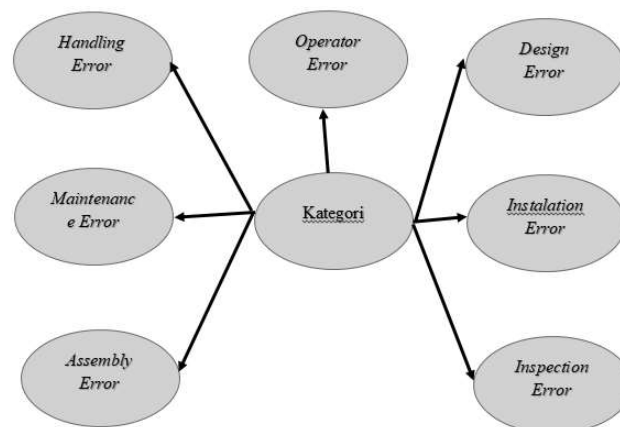 Handling
Error
Operator
Error
Design
Error
Maintenanc
e Error
Kategori
Instalation
Error
Assembly
Error
Inspection
Error